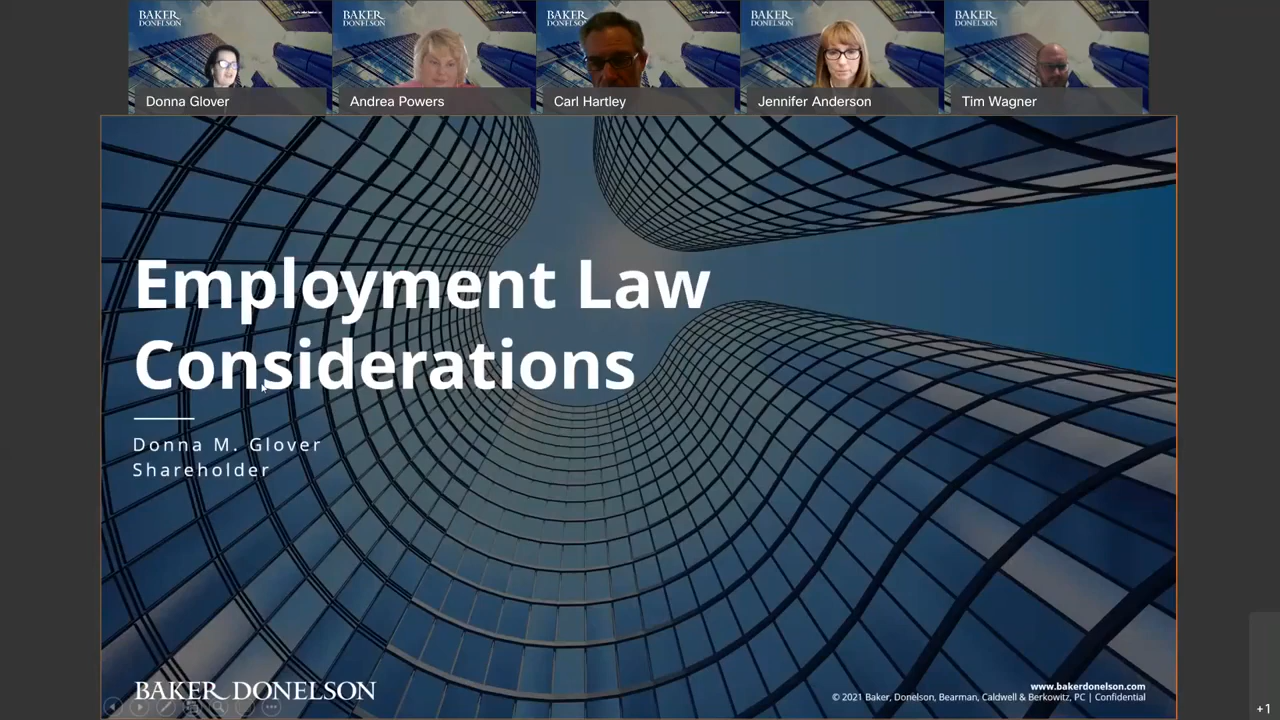 BAKER DONELSON
BAKER DONELSON
BAKER DONELSON
BAKER DONELSON
BAKER DONELSON
Donna Glover
Andrea Powers
Carl Hartley
Jennifer Anderson
Tim Wagner
Employment Law
Considerations
Donna M. Glover
Shareholder
BAKER DONELSON
www.bakerdonelson.com
© 2021 Baker, Donelson, Bearman, Caldwell & Berkowitz, PC | Confidential
+1